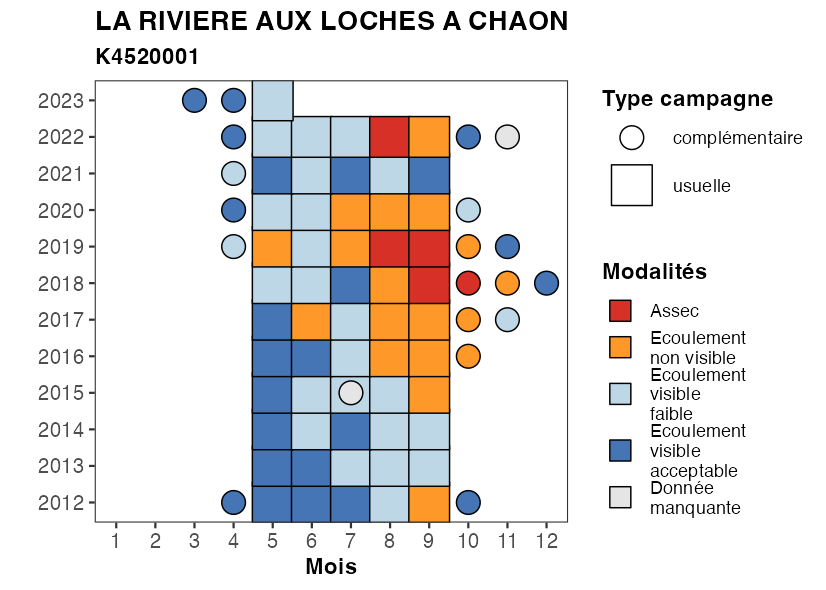 LA RIVIERE AUX LOCHES A CHAON
K4520001
2023
2022
2021
2020
2019
2018
2017
2016
2015
2014
2013
2012
1 2 3 4 5 6 7 8 9 10 11 12
Mois
Type campagne
complémentaire
usuelle
Modalités
Assec
Ecoulement
non visible
Ecoulement
visible
faible
Ecoulement
visible
acceptable
Donnée
manquante